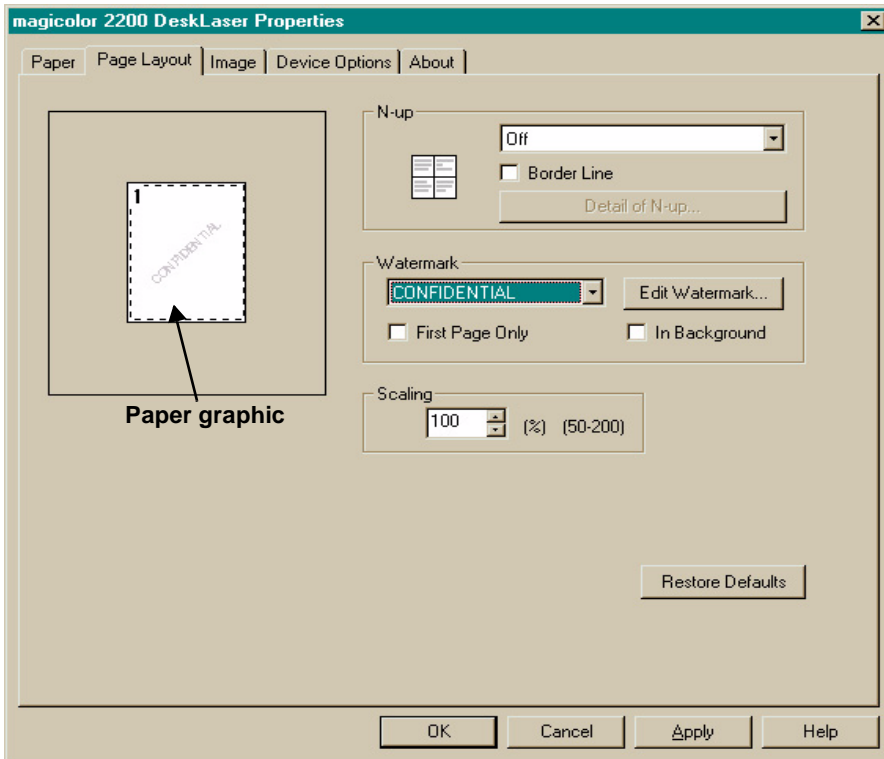 magicolor 2200 DeskLaser Properties
Paper Page Layout Image Device Options About
1
CONFIDENTIAL
Paper graphic
N-up
Off
Border Line
Detail of N-up...
Watermark
CONFIDENTIAL Edit Watermark...
First Page Only In Background
Scaling
100 (%) (50-200)
Restore Defaults
OK Cancel Apply Help